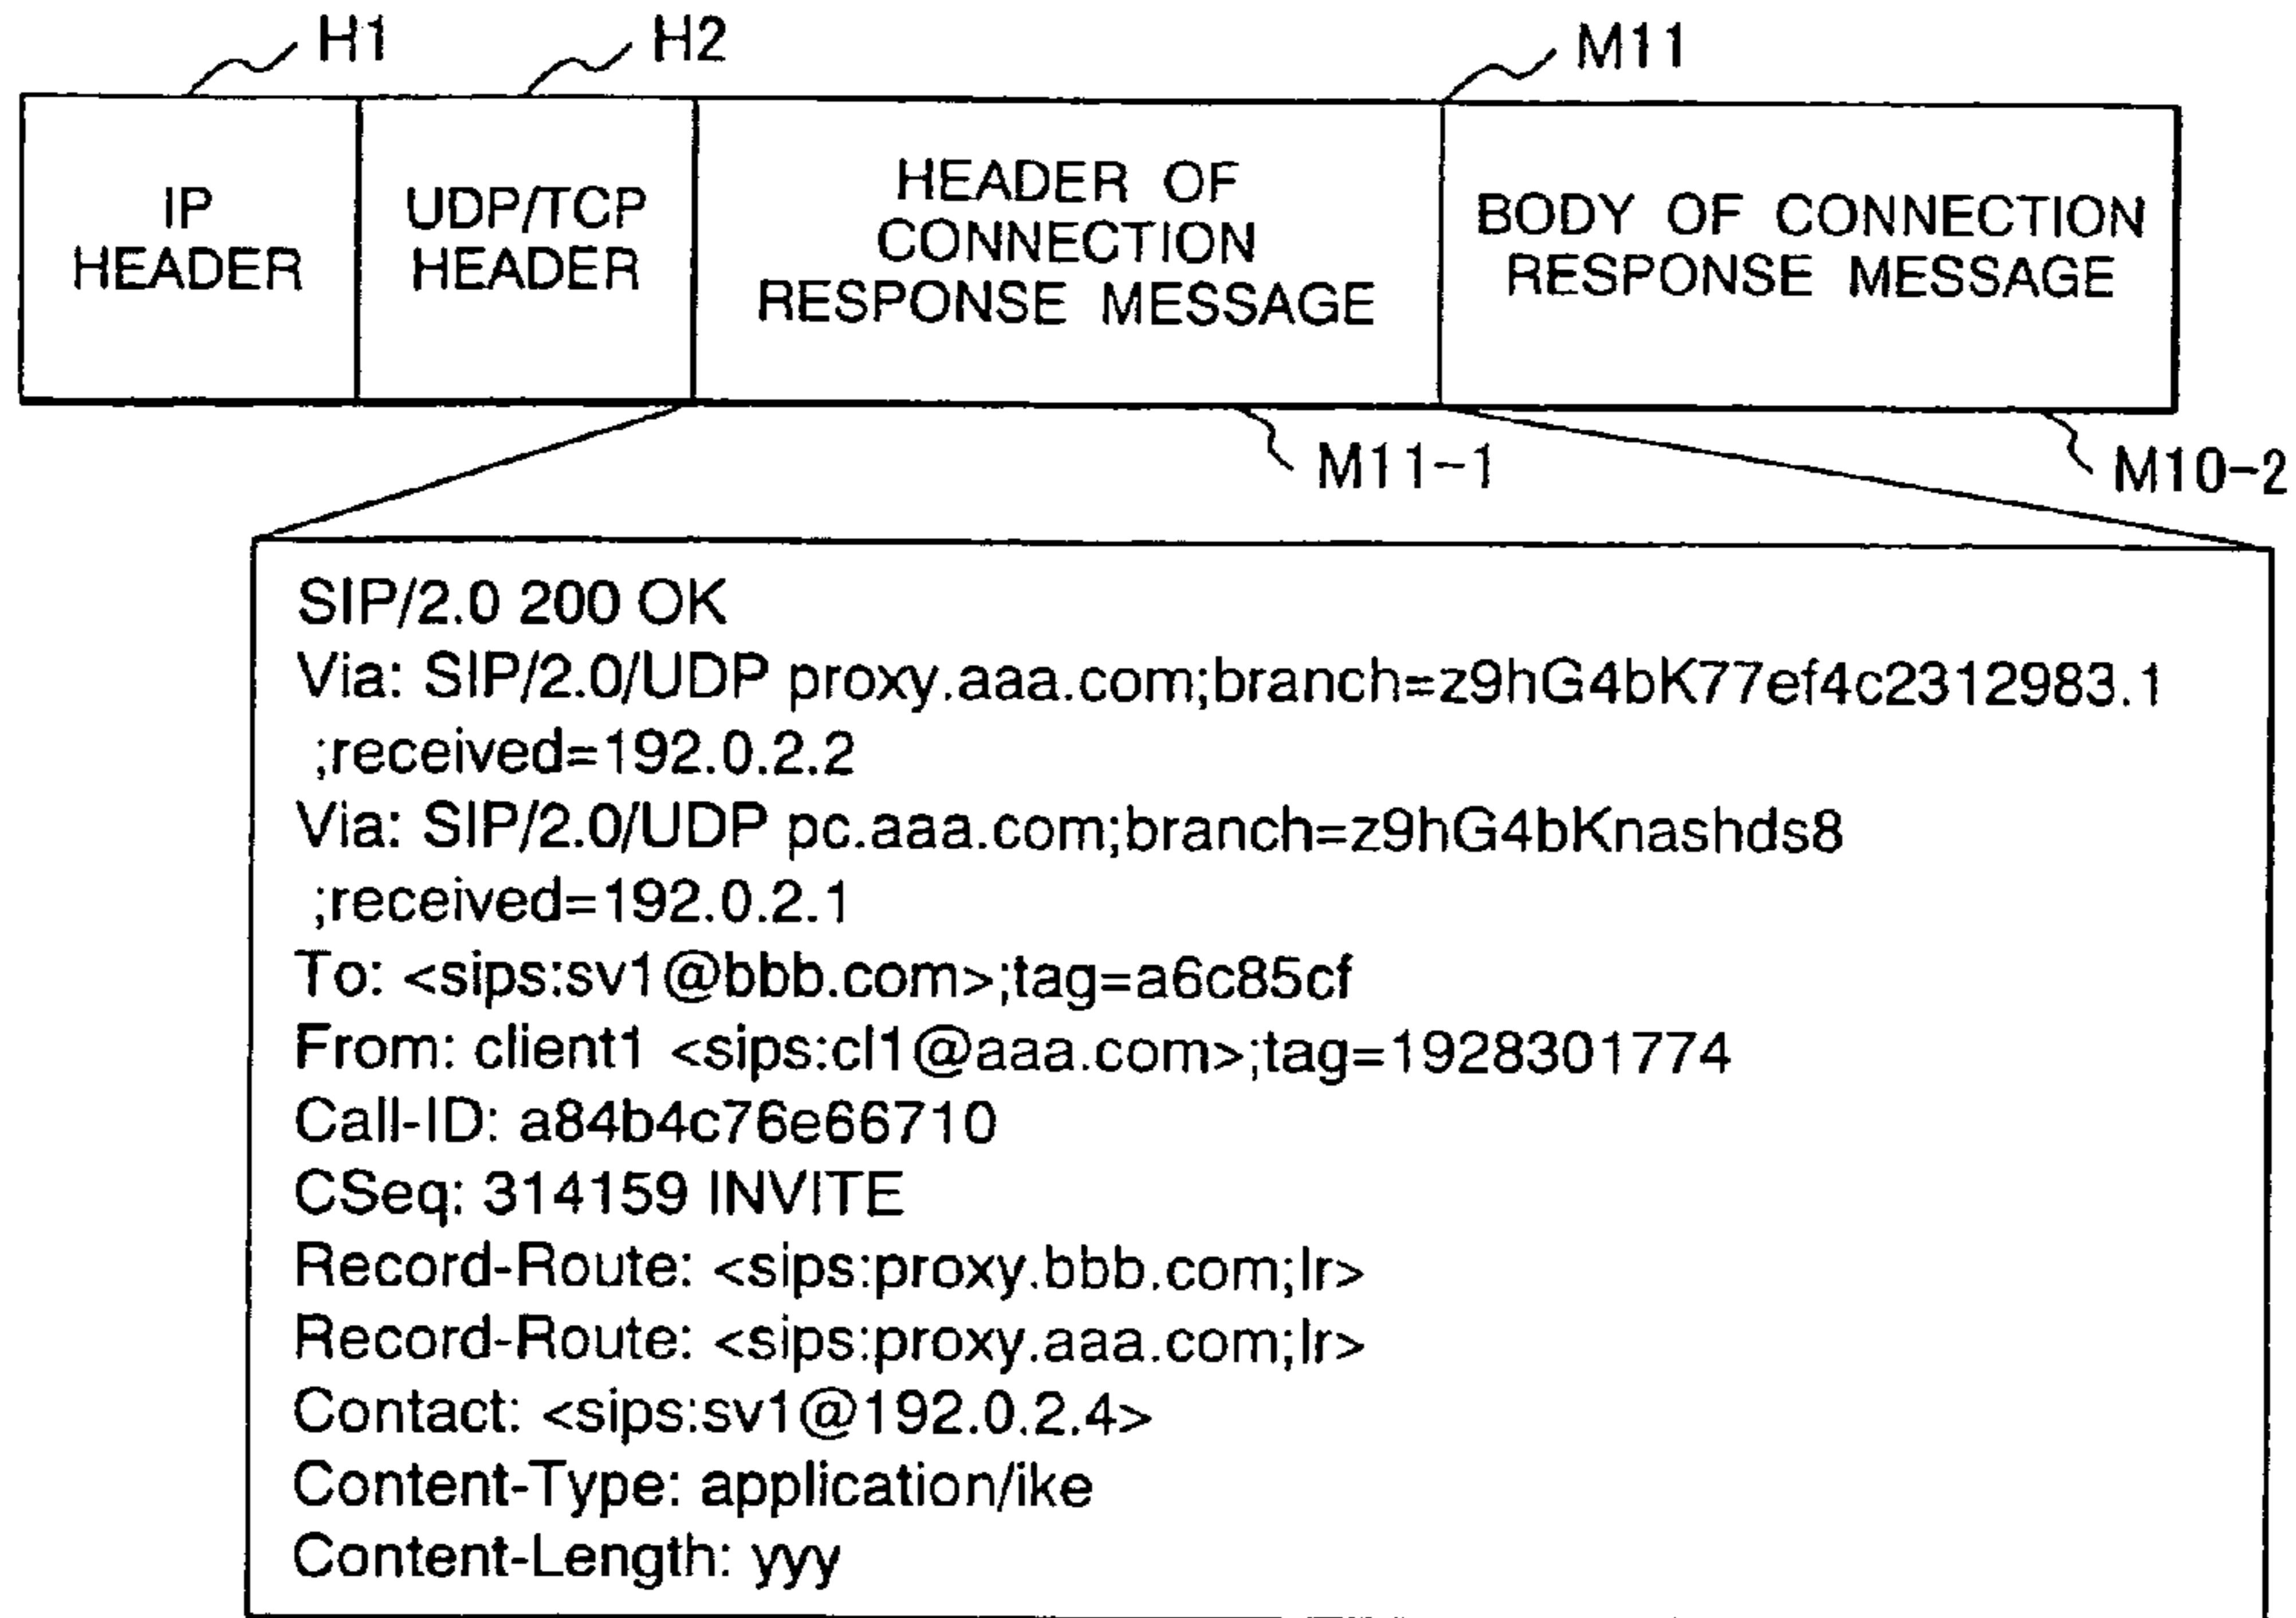 H1
H2
M11
IP
HEADER
UDP/TCP
HEADER
HEADER OF
CONNECTION
RESPONSE MESSAGE
BODY OF CONNECTION
RESPONSE MESSAGE
M11-1
M10-2
SIP/2.0 200 OK
Via: SIP/2.0/UDP proxy.aaa.com;branch=z9hG4bK77ef4c2312983.1
;received=192.0.2.2
Via: SIP/2.0/UDP pc.aaa.com;branch=z9hG4bKnashds8
;received=192.0.2.1
To: <sips:sv1@bbb.com>;tag=a6c85cf
From: client1 <sips:cl1@aaa.com>;tag=1928301774
Call-ID: a84b4c76e66710
CSeq: 314159 INVITE
Record-Route: <sips:proxy.bbb.com;lr>
Record-Route: <sips:proxy.aaa.com;lr>
Contact: <sips:sv1@192.0.2.4>
Content-Type: application/ike
Content-Length: yyy